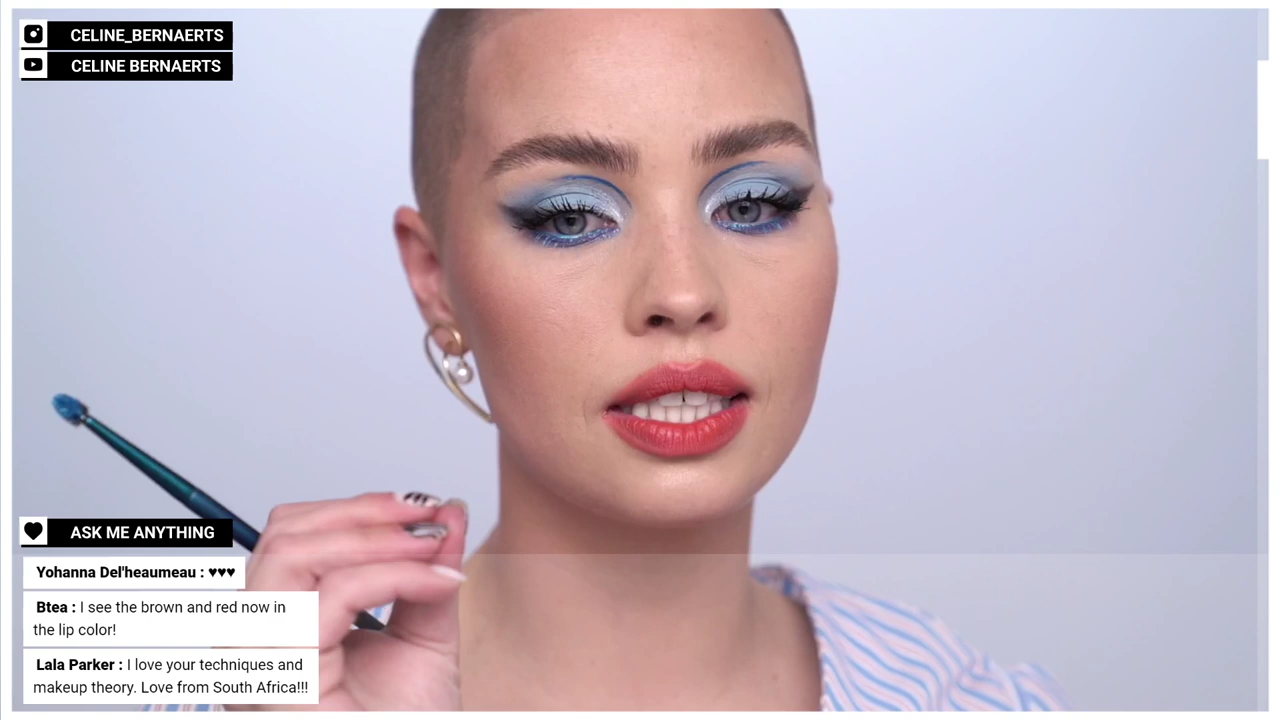 CELINE_BERNAERTS
CELINE BERNAERTS
ASK ME ANYTHING
Yohanna Del'heaumeau : ♥♥♥
Btea : I see the brown and red now in
the lip color!
Lala Parker : I love your techniques and
makeup theory. Love from South Africa!!!